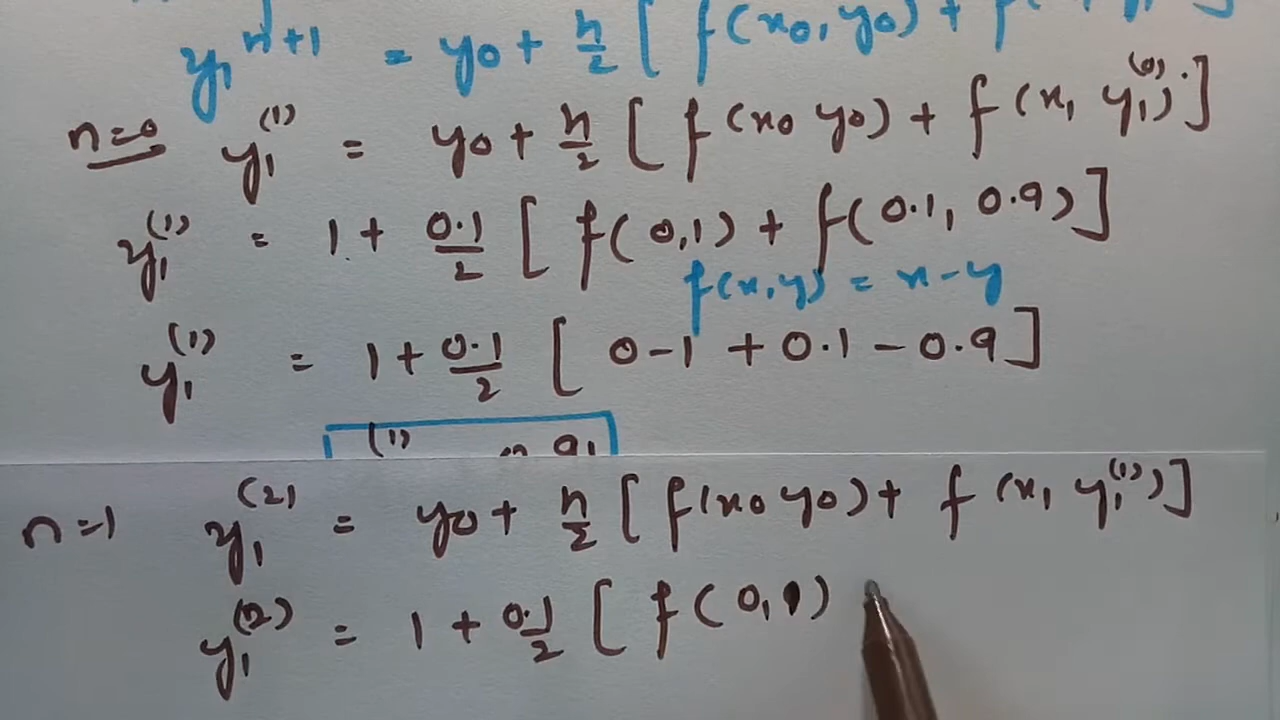 y₁ⁿ⁺¹ = y₀ + h/2 [ f(x₀, y₀) + f
n=0 y₁⁽¹⁾ = y₀ + h/2 [ f(x₀ y₀) + f(x₁ y₁⁽⁰⁾) ]
y₁⁽¹⁾ = 1 + 0.1/2 [ f(0,1) + f(0.1, 0.9) ]
f(x,y) = x-y
y₁⁽¹⁾ = 1 + 0.1/2 [ 0-1 + 0.1 - 0.9 ]
(1)
n=1 y₁⁽²⁾ = y₀ + h/2 [ f(x₀ y₀) + f(x₁ y₁⁽¹⁾) ]
y₁⁽²⁾ = 1 + 0.1/2 [ f(0,1)